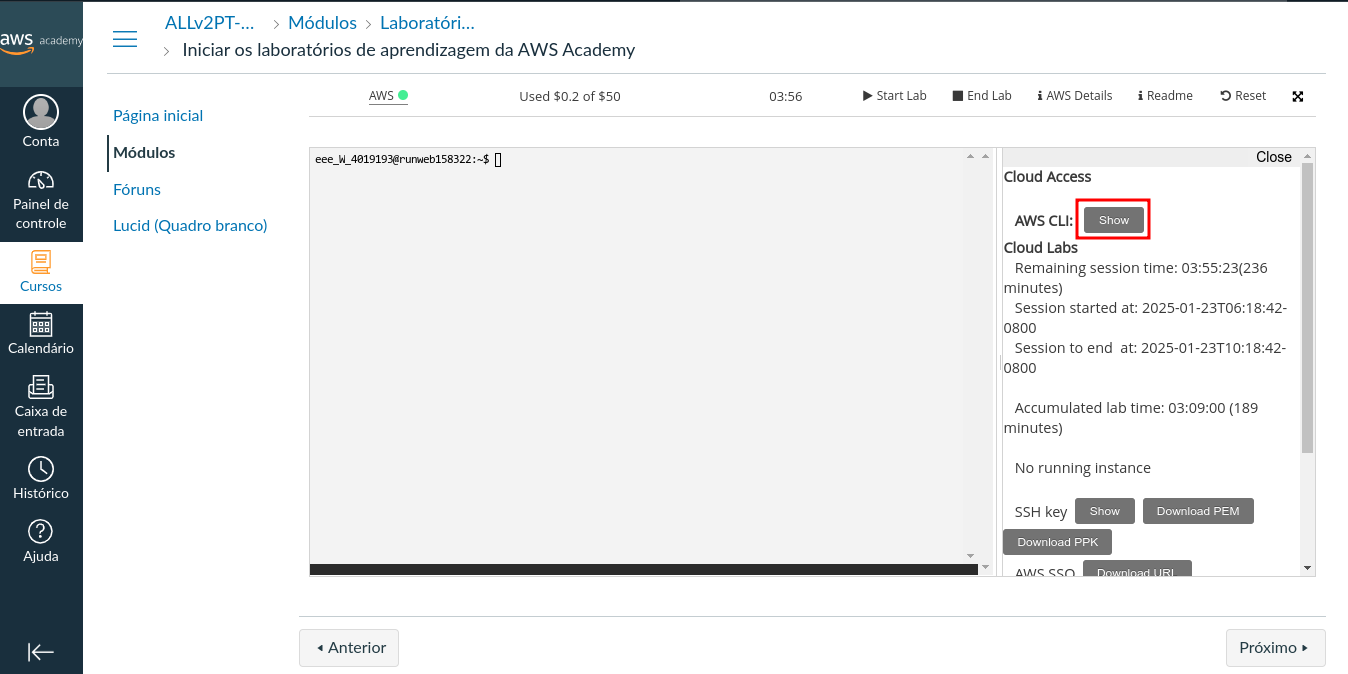 aws academy
ALLv2PT-... > Módulos > Laboratóri...
> Iniciar os laboratórios de aprendizagem da AWS Academy
Conta
Painel de
controle
Cursos
Calendário
Caixa de
entrada
Histórico
Ajuda
Página inicial
Módulos
Fóruns
Lucid (Quadro branco)
AWS Used $0.2 of $50 03:56 Start Lab End Lab AWS Details Readme Reset
eee_W_4019193@runweb158322:~$
Close
Cloud Access
AWS CLI: Show
Cloud Labs
Remaining session time: 03:55:23(236
minutes)
Session started at: 2025-01-23T06:18:42-
0800
Session to end at: 2025-01-23T10:18:42-
0800
Accumulated lab time: 03:09:00 (189
minutes)
No running instance
SSH key Show Download PEM
Download PPK
AWS SSO Download URL
Anterior
Próximo